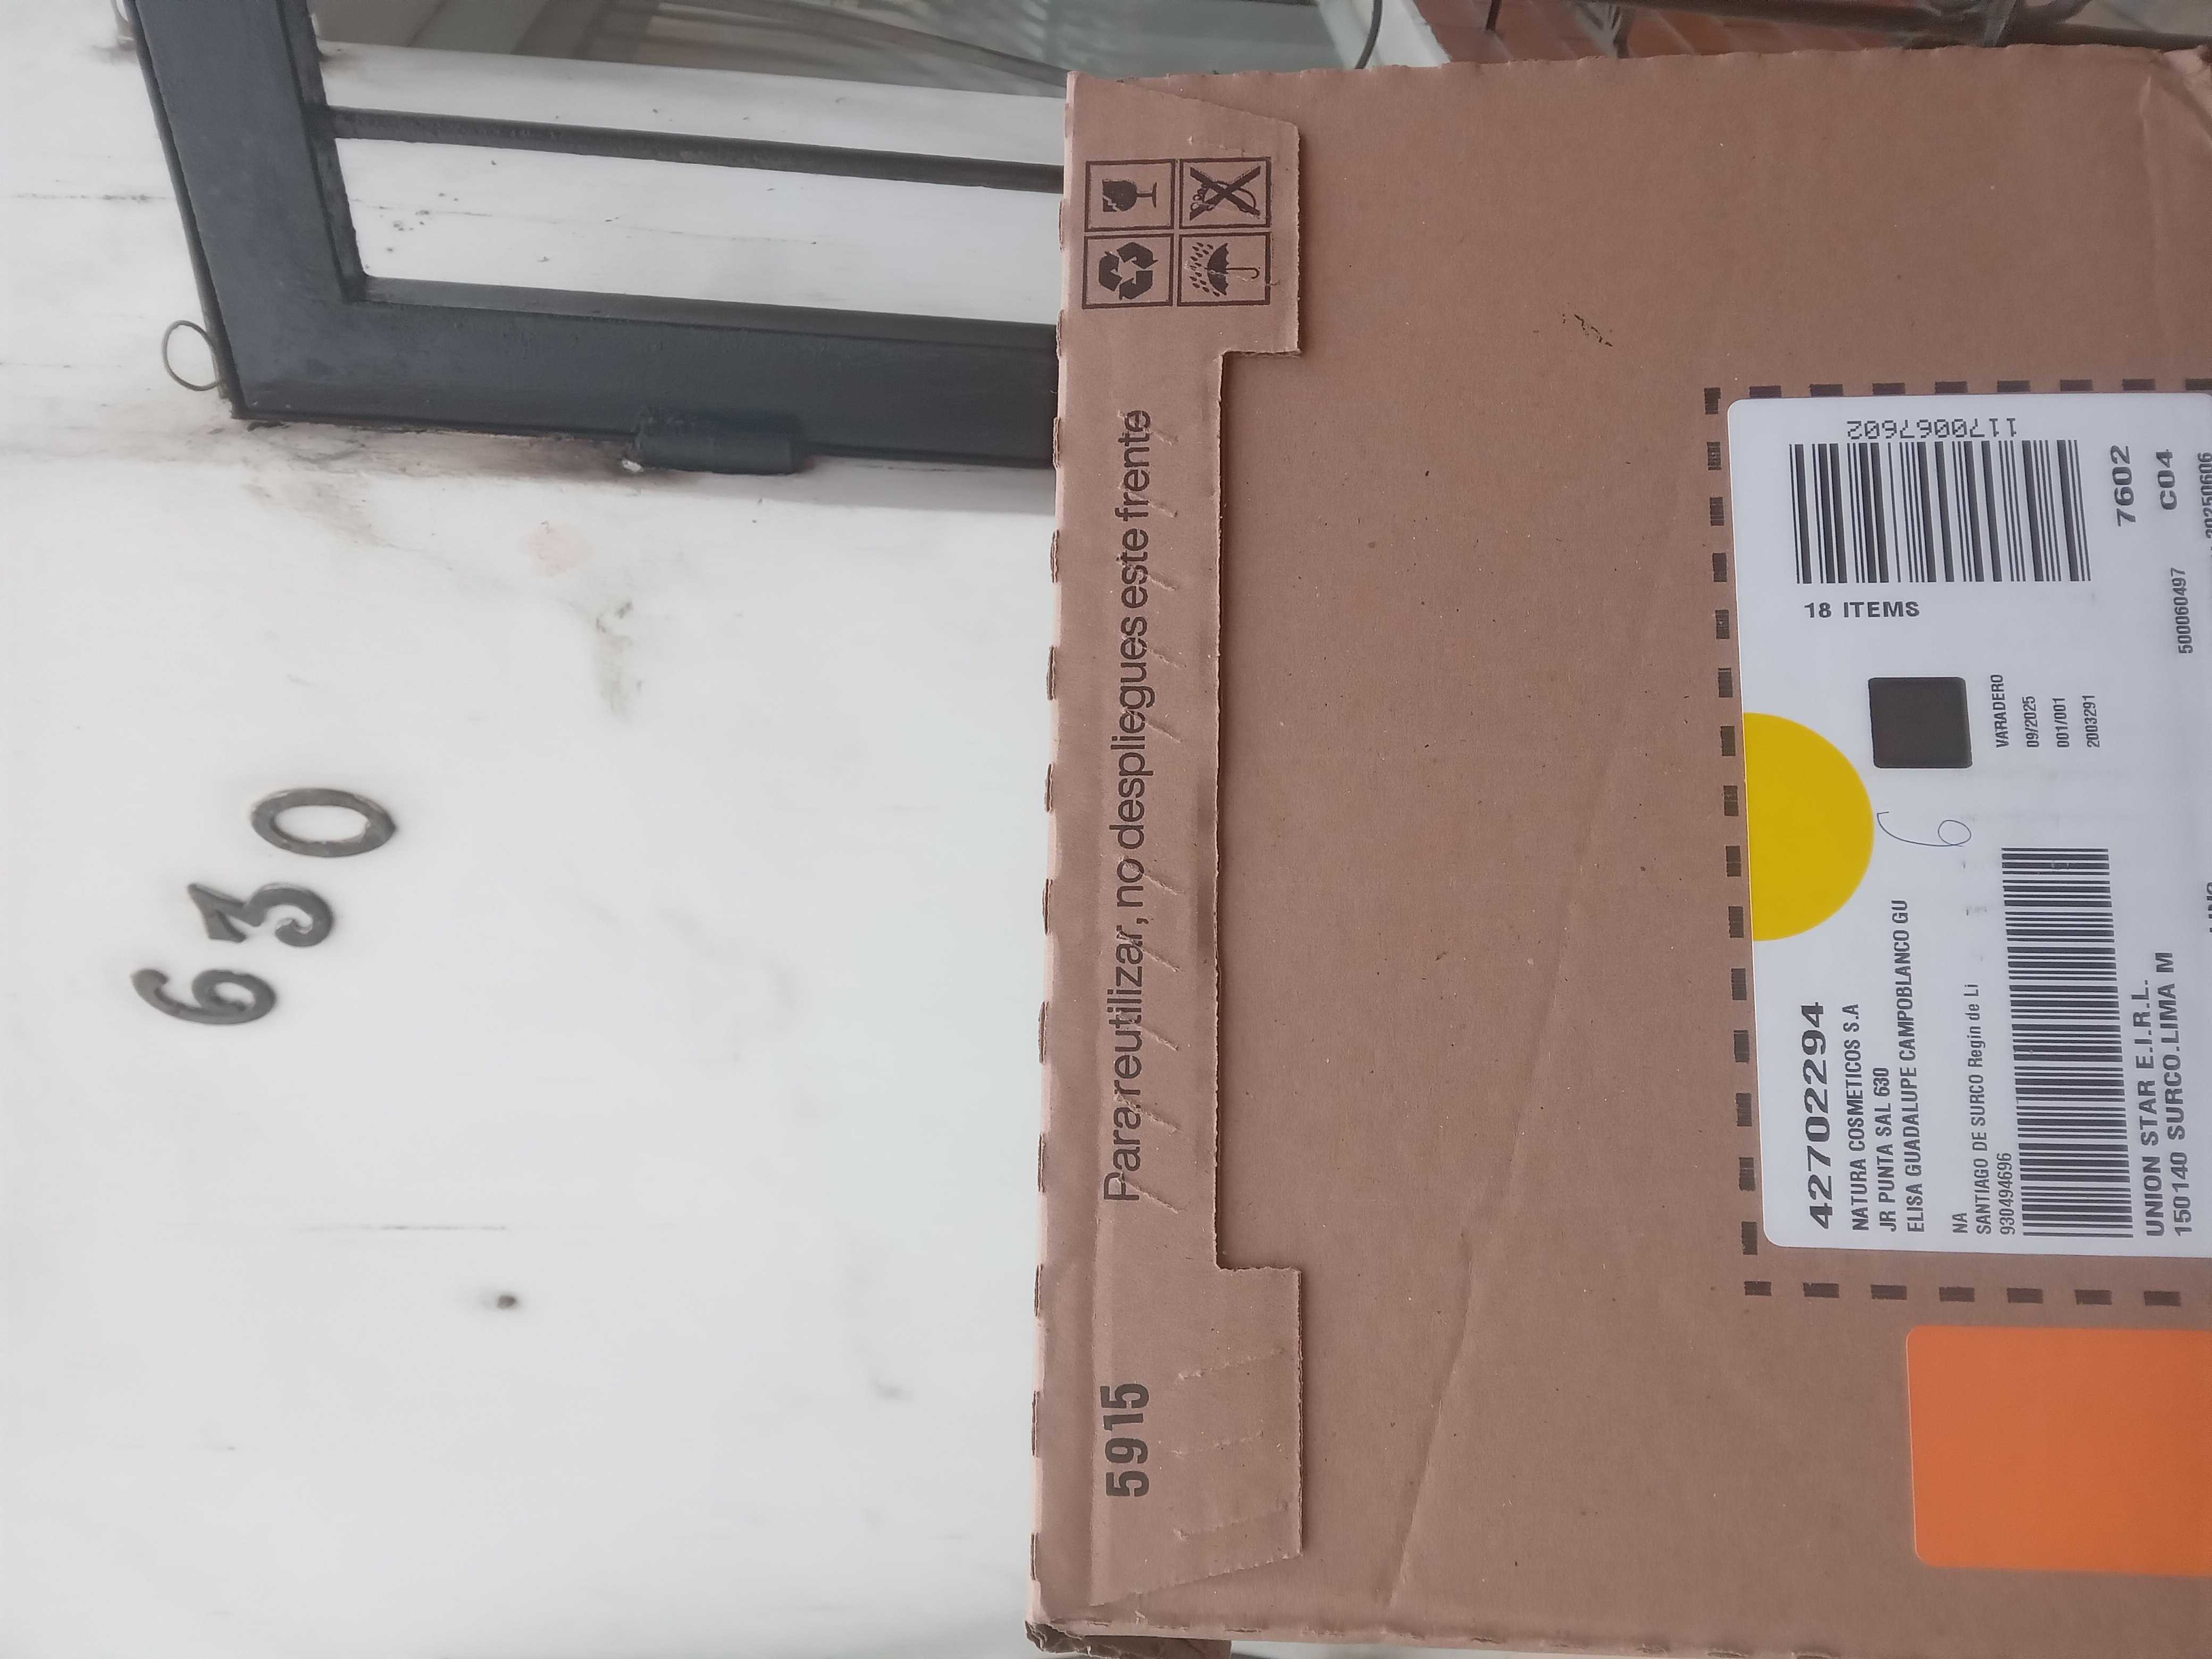 630
5915
Para reutilizar, no despliegues este frente
42702294
NATURA COSMETICOS S.A
JR PUNTA SAL 630
ELISA GUADALUPE CAMPOBLANCO GU
NA
SANTIAGO DE SURCO Regin de Li
930494696
UNION STAR E.I.R.L.
150140 SURCO.LIMA M
6
VARADERO
09/2025
001/001
2003291
18 ITEMS
1170067602
7602
C04
500060497
20250606